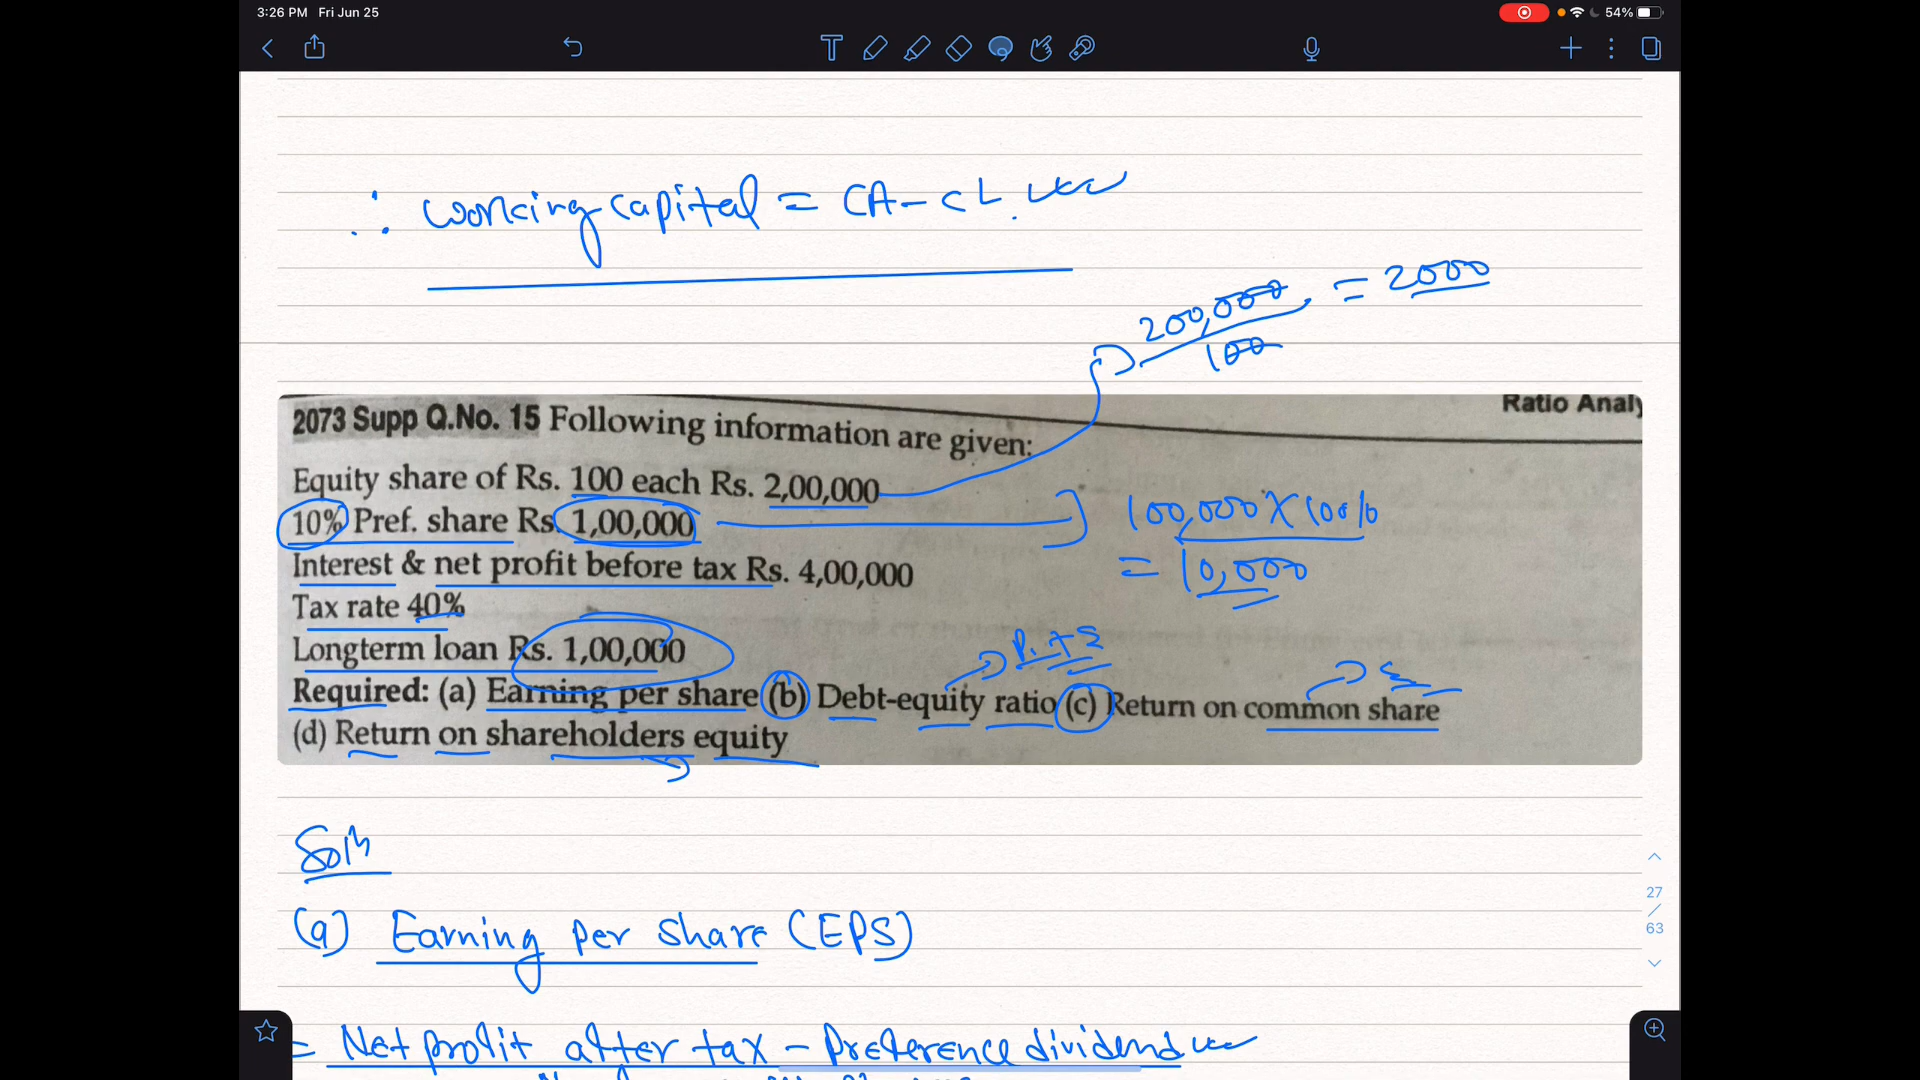 3:26 PM Fri Jun 25
54%
∴ working capital = CA - CL.
200,000 / 100 = 2000
Ratio Analy
2073 Supp Q.No. 15 Following information are given:
Equity share of Rs. 100 each Rs. 2,00,000
10% Pref. share Rs. 1,00,000
100,000 X 10%
= 10,000
Interest & net profit before tax Rs. 4,00,000
Tax rate 40%
Longterm loan Rs. 1,00,000
Required: (a) Earning per share (b) Debt-equity ratio (c) Return on common share
(d) Return on shareholders equity
Soln
(a) Earning per share (EPS)
= Net profit after tax - Preference dividend
27
/
63